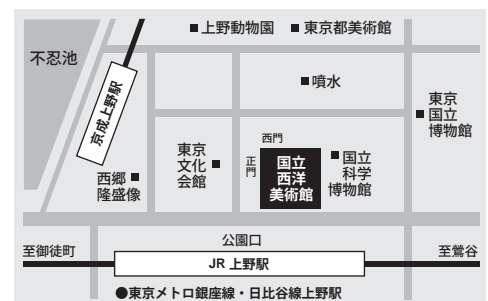 ■上野動物園 ■東京都美術館
不忍池
■噴水
京成上野駅
東京
国立
博物館■
西門
東京
文化
会館■
正門
国立
西洋
美術館
■国立
科学
博物館
西郷■
隆盛像
公園口
至御徒町
至鶯谷
JR 上野駅
●東京メトロ銀座線・日比谷線上野駅